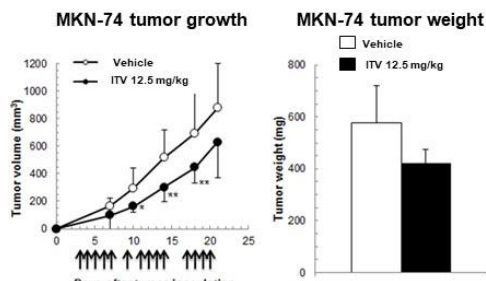 MKN-74 tumor growth
Vehicle
ITV 12.5 mg/kg
Tumor volume (mm³)
1200
1000
800
600
400
200
0
0
5
10
15
20
25
*
**
**
MKN-74 tumor weight
Vehicle
ITV 12.5 mg/kg
Tumor weight (mg)
800
600
400
200
0